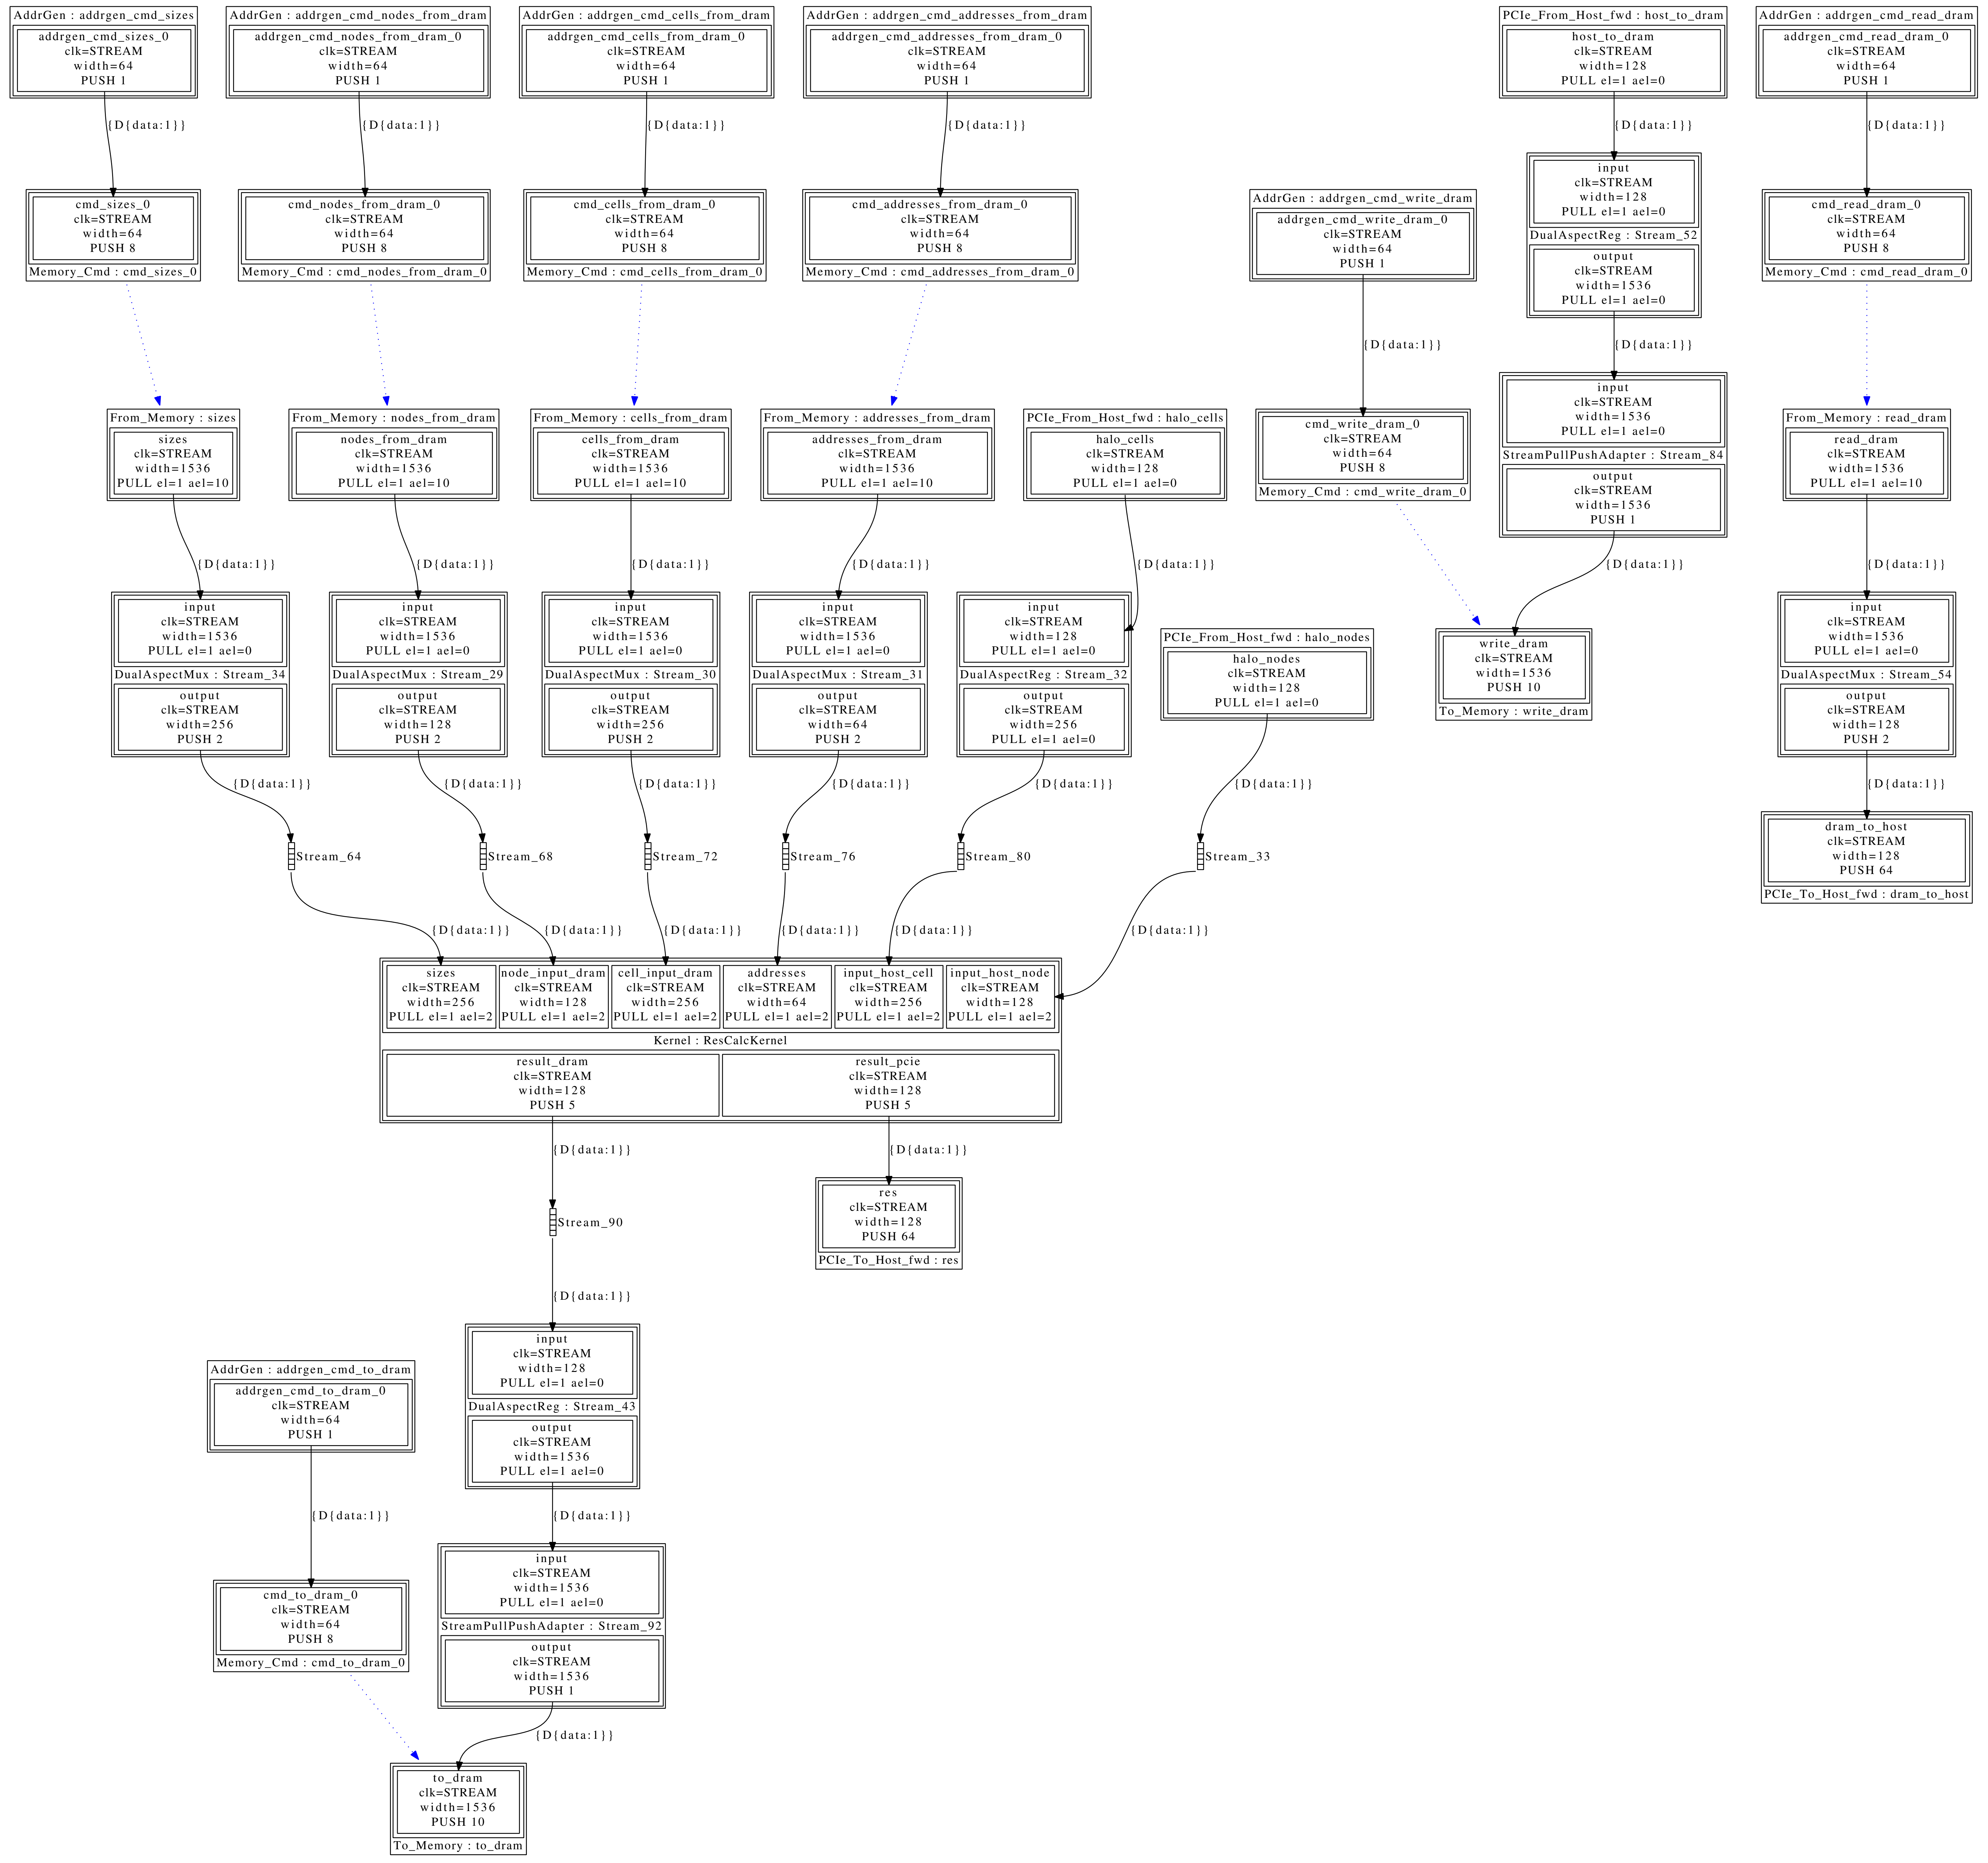 AddrGen : addrgen_cmd_sizes
addrgen_cmd_sizes_0
clk=STREAM
width=64
PUSH 1
AddrGen : addrgen_cmd_nodes_from_dram
addrgen_cmd_nodes_from_dram_0
clk=STREAM
width=64
PUSH 1
AddrGen : addrgen_cmd_cells_from_dram
addrgen_cmd_cells_from_dram_0
clk=STREAM
width=64
PUSH 1
AddrGen : addrgen_cmd_addresses_from_dram
addrgen_cmd_addresses_from_dram_0
clk=STREAM
width=64
PUSH 1
PCIe_From_Host_fwd : host_to_dram
host_to_dram
clk=STREAM
width=128
PULL el=1 ael=0
AddrGen : addrgen_cmd_read_dram
addrgen_cmd_read_dram_0
clk=STREAM
width=64
PUSH 1
{D{data:1}}
{D{data:1}}
{D{data:1}}
{D{data:1}}
{D{data:1}}
{D{data:1}}
cmd_sizes_0
clk=STREAM
width=64
PUSH 8
Memory_Cmd : cmd_sizes_0
cmd_nodes_from_dram_0
clk=STREAM
width=64
PUSH 8
Memory_Cmd : cmd_nodes_from_dram_0
cmd_cells_from_dram_0
clk=STREAM
width=64
PUSH 8
Memory_Cmd : cmd_cells_from_dram_0
cmd_addresses_from_dram_0
clk=STREAM
width=64
PUSH 8
Memory_Cmd : cmd_addresses_from_dram_0
AddrGen : addrgen_cmd_write_dram
addrgen_cmd_write_dram_0
clk=STREAM
width=64
PUSH 1
input
clk=STREAM
width=128
PULL el=1 ael=0
DualAspectReg : Stream_52
output
clk=STREAM
width=1536
PULL el=1 ael=0
cmd_read_dram_0
clk=STREAM
width=64
PUSH 8
Memory_Cmd : cmd_read_dram_0
{D{data:1}}
{D{data:1}}
From_Memory : sizes
sizes
clk=STREAM
width=1536
PULL el=1 ael=10
From_Memory : nodes_from_dram
nodes_from_dram
clk=STREAM
width=1536
PULL el=1 ael=10
From_Memory : cells_from_dram
cells_from_dram
clk=STREAM
width=1536
PULL el=1 ael=10
From_Memory : addresses_from_dram
addresses_from_dram
clk=STREAM
width=1536
PULL el=1 ael=10
PCIe_From_Host_fwd : halo_cells
halo_cells
clk=STREAM
width=128
PULL el=1 ael=0
cmd_write_dram_0
clk=STREAM
width=64
PUSH 8
Memory_Cmd : cmd_write_dram_0
input
clk=STREAM
width=1536
PULL el=1 ael=0
StreamPullPushAdapter : Stream_84
output
clk=STREAM
width=1536
PUSH 1
From_Memory : read_dram
read_dram
clk=STREAM
width=1536
PULL el=1 ael=10
{D{data:1}}
{D{data:1}}
{D{data:1}}
{D{data:1}}
{D{data:1}}
{D{data:1}}
{D{data:1}}
input
clk=STREAM
width=1536
PULL el=1 ael=0
DualAspectMux : Stream_34
output
clk=STREAM
width=256
PUSH 2
input
clk=STREAM
width=1536
PULL el=1 ael=0
DualAspectMux : Stream_29
output
clk=STREAM
width=128
PUSH 2
input
clk=STREAM
width=1536
PULL el=1 ael=0
DualAspectMux : Stream_30
output
clk=STREAM
width=256
PUSH 2
input
clk=STREAM
width=1536
PULL el=1 ael=0
DualAspectMux : Stream_31
output
clk=STREAM
width=64
PUSH 2
input
clk=STREAM
width=128
PULL el=1 ael=0
DualAspectReg : Stream_32
output
clk=STREAM
width=256
PULL el=1 ael=0
PCIe_From_Host_fwd : halo_nodes
halo_nodes
clk=STREAM
width=128
PULL el=1 ael=0
write_dram
clk=STREAM
width=1536
PUSH 10
To_Memory : write_dram
input
clk=STREAM
width=1536
PULL el=1 ael=0
DualAspectMux : Stream_54
output
clk=STREAM
width=128
PUSH 2
{D{data:1}}
{D{data:1}}
{D{data:1}}
{D{data:1}}
{D{data:1}}
{D{data:1}}
{D{data:1}}
Stream_64
Stream_68
Stream_72
Stream_76
Stream_80
Stream_33
dram_to_host
clk=STREAM
width=128
PUSH 64
PCIe_To_Host_fwd : dram_to_host
{D{data:1}}
{D{data:1}}
{D{data:1}}
{D{data:1}}
{D{data:1}}
{D{data:1}}
sizes
clk=STREAM
width=256
PULL el=1 ael=2
node_input_dram
clk=STREAM
width=128
PULL el=1 ael=2
cell_input_dram
clk=STREAM
width=256
PULL el=1 ael=2
addresses
clk=STREAM
width=64
PULL el=1 ael=2
input_host_cell
clk=STREAM
width=256
PULL el=1 ael=2
input_host_node
clk=STREAM
width=128
PULL el=1 ael=2
Kernel : ResCalcKernel
result_dram
clk=STREAM
width=128
PUSH 5
result_pcie
clk=STREAM
width=128
PUSH 5
{D{data:1}}
{D{data:1}}
Stream_90
res
clk=STREAM
width=128
PUSH 64
PCIe_To_Host_fwd : res
{D{data:1}}
AddrGen : addrgen_cmd_to_dram
addrgen_cmd_to_dram_0
clk=STREAM
width=64
PUSH 1
input
clk=STREAM
width=128
PULL el=1 ael=0
DualAspectReg : Stream_43
output
clk=STREAM
width=1536
PULL el=1 ael=0
{D{data:1}}
{D{data:1}}
cmd_to_dram_0
clk=STREAM
width=64
PUSH 8
Memory_Cmd : cmd_to_dram_0
input
clk=STREAM
width=1536
PULL el=1 ael=0
StreamPullPushAdapter : Stream_92
output
clk=STREAM
width=1536
PUSH 1
{D{data:1}}
to_dram
clk=STREAM
width=1536
PUSH 10
To_Memory : to_dram